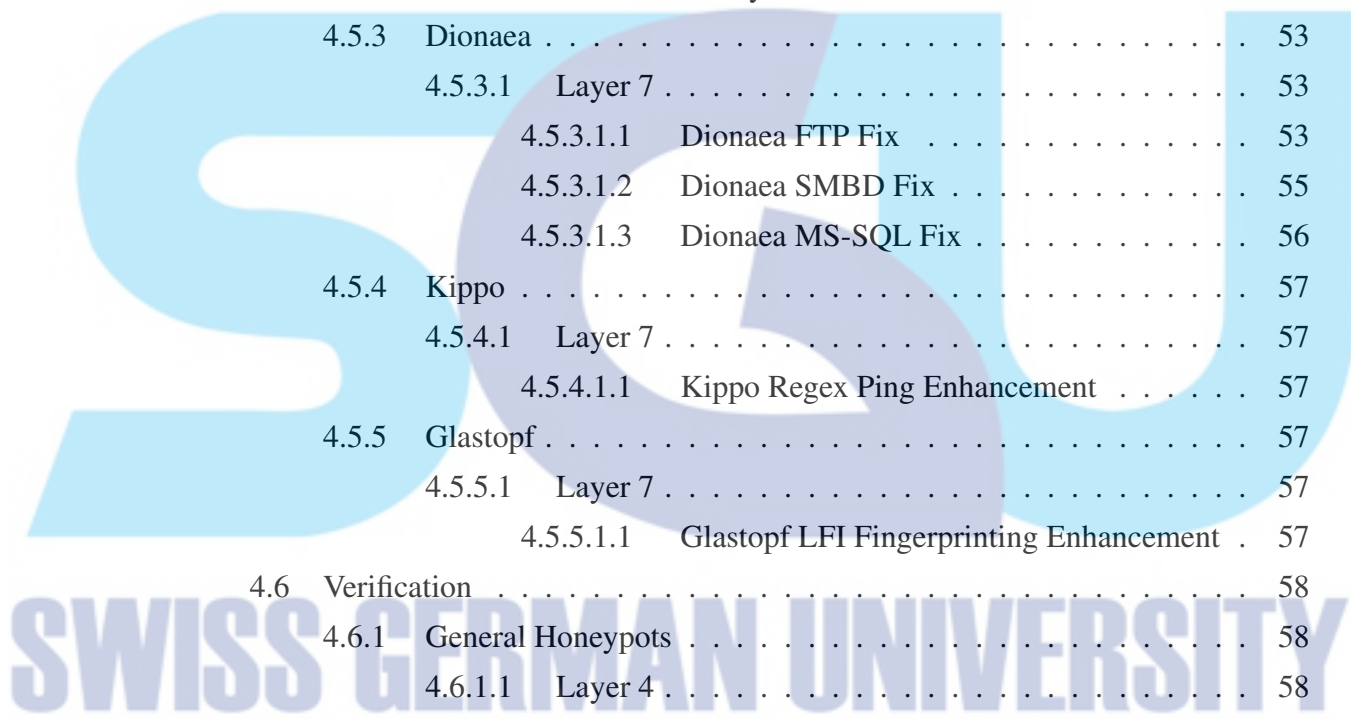 4.5.3 Dionaea . . . . . . . . . . . . . . . . . . . . . . . . . . . . . . 53
4.5.3.1 Layer 7 . . . . . . . . . . . . . . . . . . . . . . . . . 53
4.5.3.1.1 Dionaea FTP Fix . . . . . . . . . . . . . . 53
4.5.3.1.2 Dionaea SMBD Fix . . . . . . . . . . . . . 55
4.5.3.1.3 Dionaea MS-SQL Fix . . . . . . . . . . . . 56
4.5.4 Kippo . . . . . . . . . . . . . . . . . . . . . . . . . . . . . . . 57
4.5.4.1 Layer 7 . . . . . . . . . . . . . . . . . . . . . . . . . 57
4.5.4.1.1 Kippo Regex Ping Enhancement . . . . . . 57
4.5.5 Glastopf . . . . . . . . . . . . . . . . . . . . . . . . . . . . . . 57
4.5.5.1 Layer 7 . . . . . . . . . . . . . . . . . . . . . . . . . 57
4.5.5.1.1 Glastopf LFI Fingerprinting Enhancement . 57
4.6 Verification . . . . . . . . . . . . . . . . . . . . . . . . . . . . . . . . 58
4.6.1 General Honeypots . . . . . . . . . . . . . . . . . . . . . . . . 58
4.6.1.1 Layer 4 . . . . . . . . . . . . . . . . . . . . . . . . . 58
SGU
SWISS GERMAN UNIVERSITY